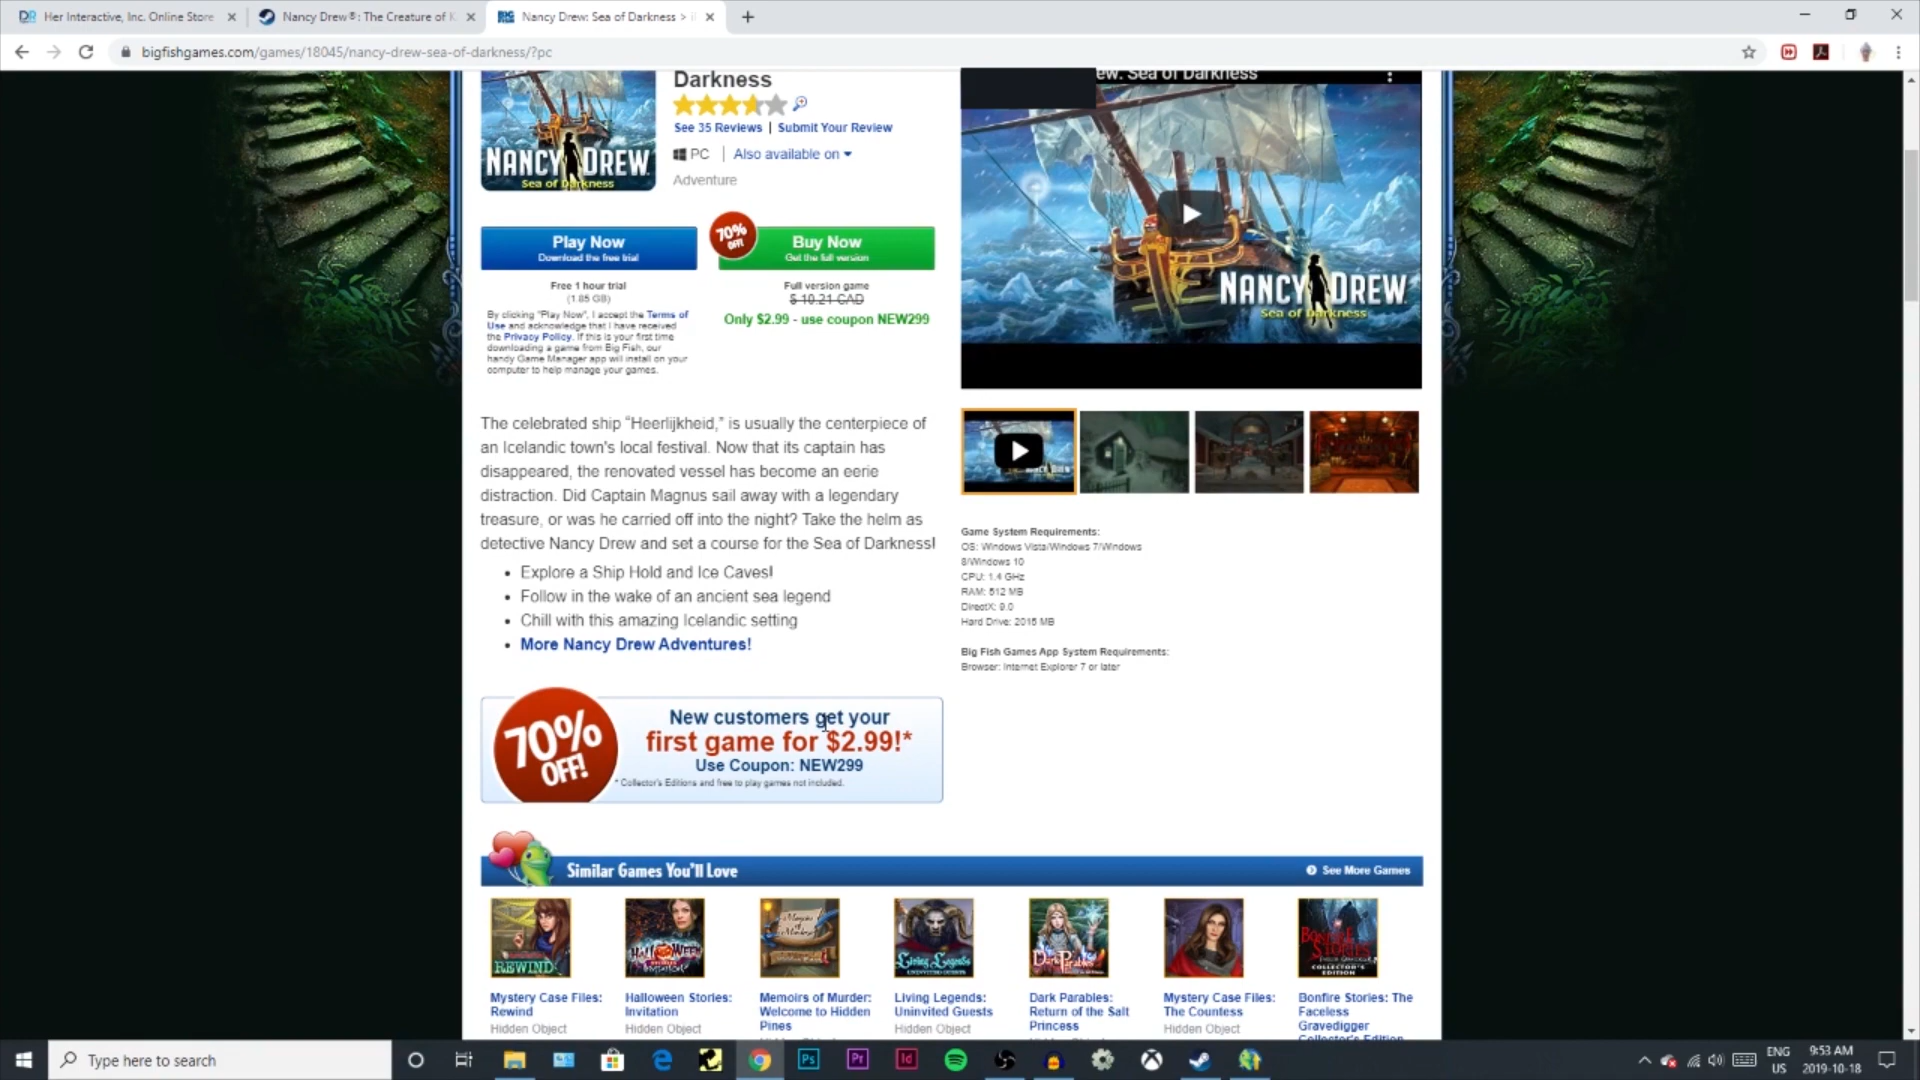 Her Interactive, Inc. Online Store
Nancy Drew®: The Creature of K
Nancy Drew: Sea of Darkness >
bigfishgames.com/games/18045/nancy-drew-sea-of-darkness/?pc
Darkness
See 35 Reviews | Submit Your Review
PC | Also available on
Adventure
NANCY DREW
Sea of Darkness
Play Now
Download the free trial
70%
OFF!
Buy Now
Get the full version
Free 1 hour trial
(1.85 GB)
By clicking "Play Now", I accept the Terms of
Use and acknowledge that I have received
the Privacy Policy. If this is your first time
downloading a game from Big Fish, our
handy Game Manager app will install on your
computer to help manage your games.
Full version game
$ 10.21 CAD
Only $2.99 - use coupon NEW299
ew: Sea of Darkness
NANCY DREW
Sea of Darkness
The celebrated ship “Heerlijkheid,” is usually the centerpiece of
an Icelandic town's local festival. Now that its captain has
disappeared, the renovated vessel has become an eerie
distraction. Did Captain Magnus sail away with a legendary
treasure, or was he carried off into the night? Take the helm as
detective Nancy Drew and set a course for the Sea of Darkness!
• Explore a Ship Hold and Ice Caves!
• Follow in the wake of an ancient sea legend
• Chill with this amazing Icelandic setting
• More Nancy Drew Adventures!
Game System Requirements:
OS: Windows Vista/Windows 7/Windows
8/Windows 10
CPU: 1.4 GHz
RAM: 512 MB
DirectX: 9.0
Hard Drive: 2015 MB
Big Fish Games App System Requirements:
Browser: Internet Explorer 7 or later
70%
OFF!
New customers get your
first game for $2.99!*
Use Coupon: NEW299
* Collector's Editions and free to play games not included.
Similar Games You'll Love
See More Games
REWIND
Mystery Case Files:
Rewind
Hidden Object
Halloween Stories:
Invitation
Hidden Object
Memoirs of Murder:
Welcome to Hidden
Pines
Living Legends
Living Legends:
Uninvited Guests
Hidden Object
Dark Parables
Dark Parables:
Return of the Salt
Princess
Mystery Case Files:
The Countess
Hidden Object
BONFIRE
STORIES
COLLECTOR'S
EDITION
Bonfire Stories: The
Faceless
Gravedigger
Collector's Edition
Type here to search
Ps
Pr
Id
ENG
US
9:53 AM
2019-10-18